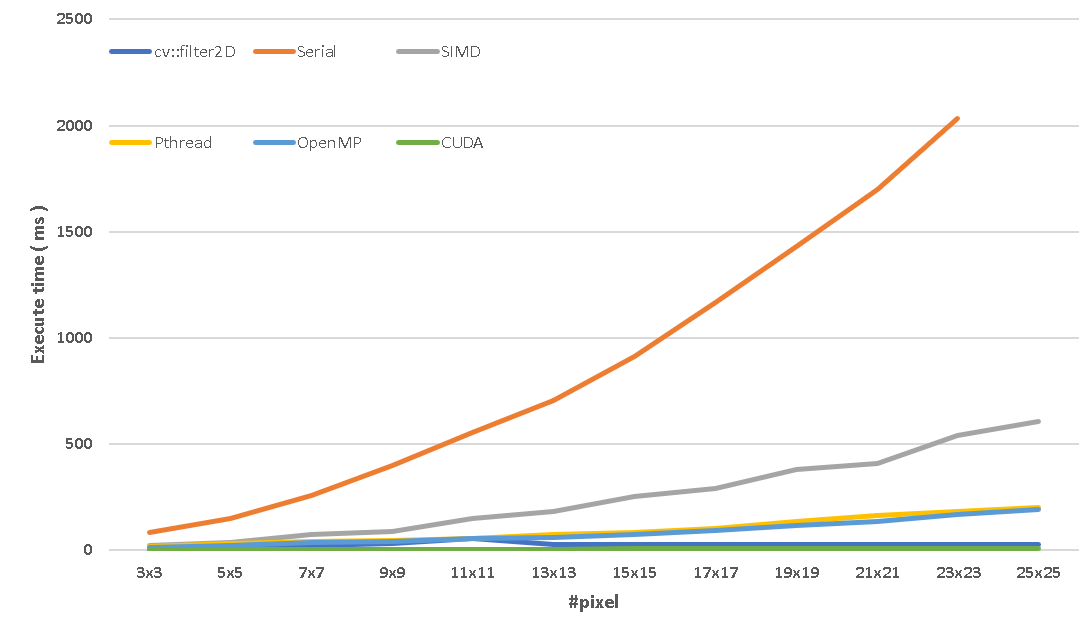 2500
cv::filter2D Serial SIMD
2000
Pthread OpenMP CUDA
1500
Execute time ( ms )
1000
500
0
3x3 5x5 7x7 9x9 11x11 13x13 15x15 17x17 19x19 21x21 23x23 25x25
#pixel